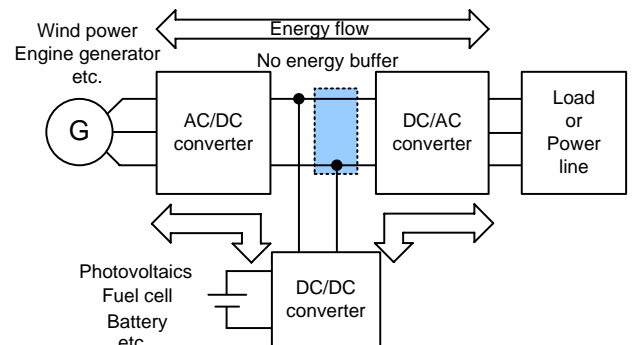 Wind power
Engine generator
etc.
Energy flow
No energy buffer
G
AC/DC
converter
DC/AC
converter
Load
or
Power
line
Photovoltaics
Fuel cell
Battery
etc.
DC/DC
converter